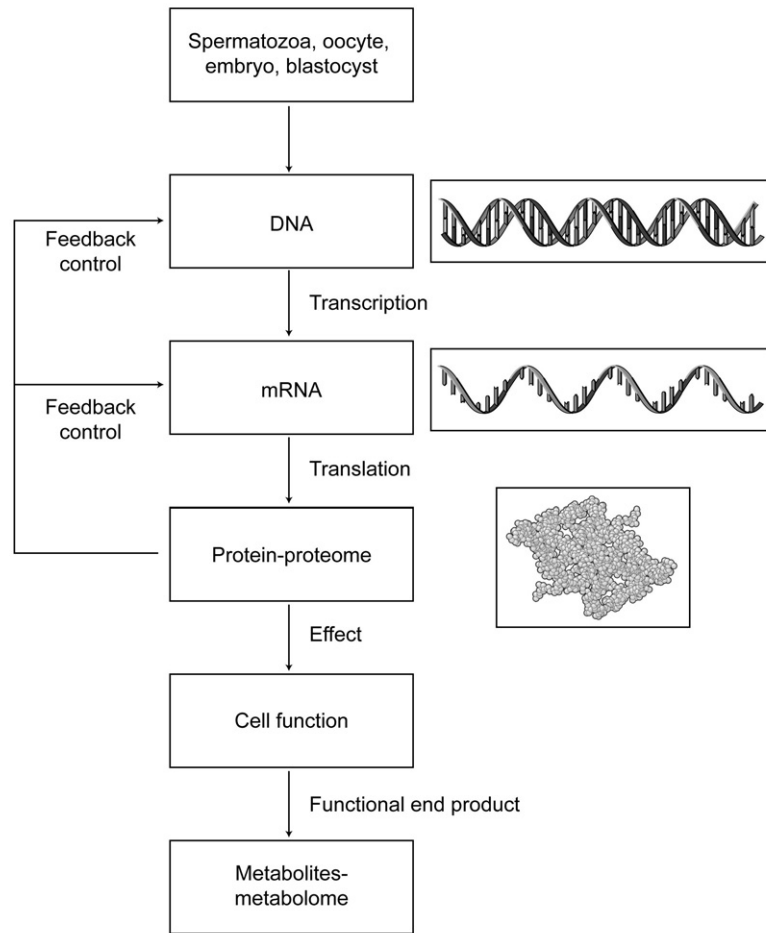 Spermatozoa, oocyte,
embryo, blastocyst
DNA
Feedback
control
Transcription
mRNA
Feedback
control
Translation
Protein-proteome
Effect
Cell function
Functional end product
Metabolites-
metabolome